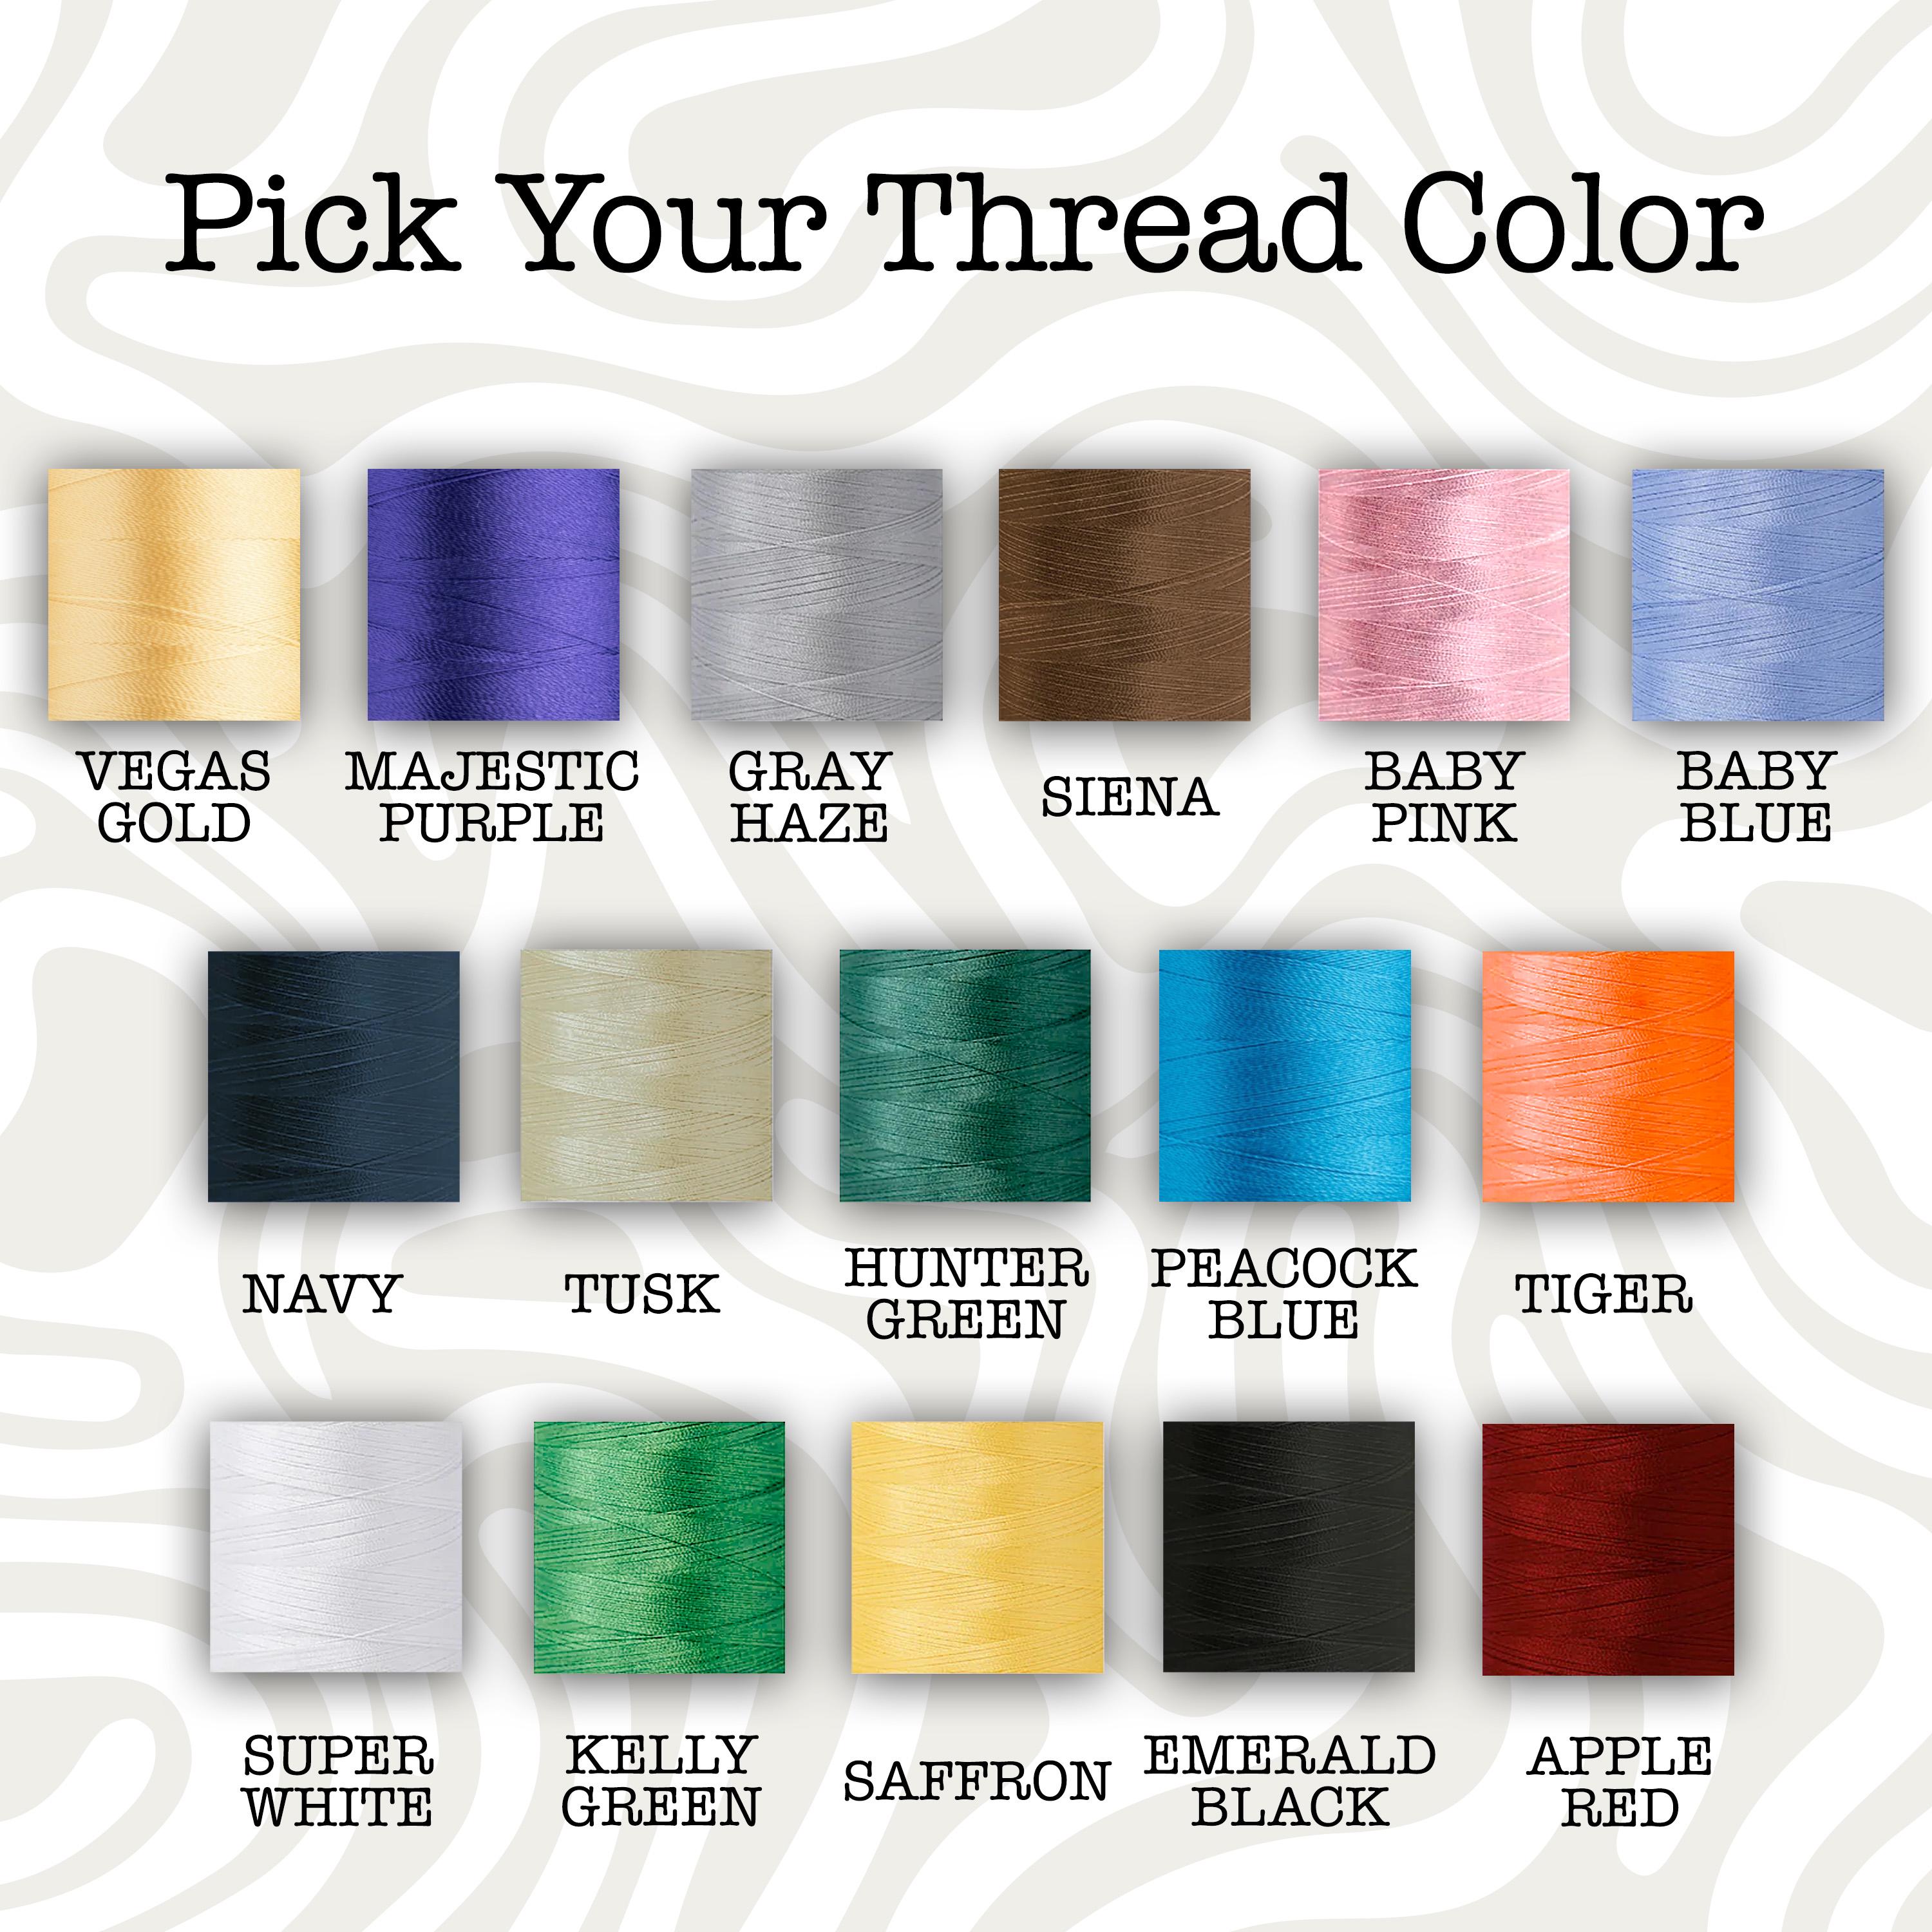 Pick Your Thread Color
VEGAS
GOLD
MAJESTIC
PURPLE
GRAY
HAZE
SIENA
BABY
PINK
BABY
BLUE
NAVY
TUSK
HUNTER
GREEN
PEACOCK
BLUE
TIGER
SUPER
WHITE
KELLY
GREEN
SAFFRON
EMERALD
BLACK
APPLE
RED